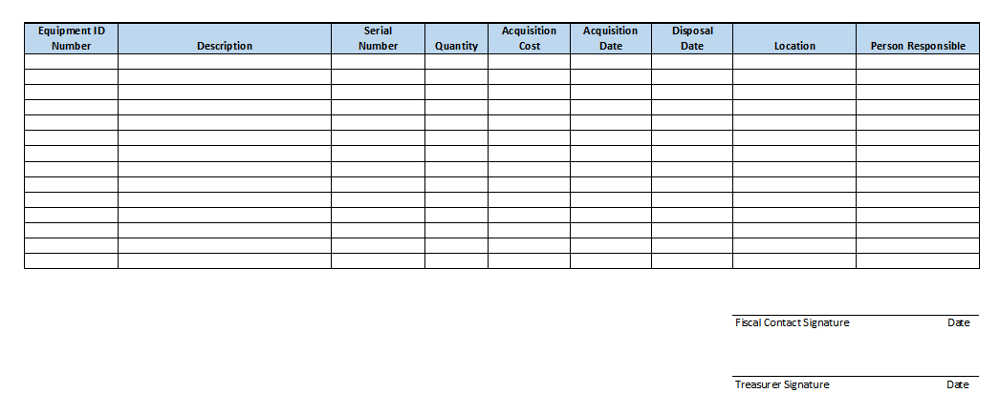 Equipment ID Number
Description
Serial Number
Quantity
Acquisition Cost
Acquisition Date
Disposal Date
Location
Person Responsible
Fiscal Contact Signature Date
Treasurer Signature Date